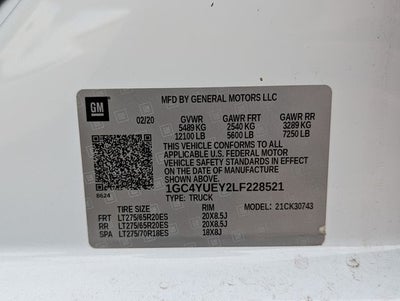 GM
MFD BY GENERAL MOTORS LLC
02/20 GVWR GAWR FRT GAWR RR
5489 KG 2540 KG 3289 KG
12100 LB 5600 LB 7250 LB
THIS VEHICLE CONFORMS TO ALL
APPLICABLE U.S. FEDERAL MOTOR
VEHICLE SAFETY STANDARDS IN
EFFECT ON THE DATE OF
MANUFACTURE SHOWN ABOVE.
1GC4YUEY2LF228521
8624 TYPE: TRUCK
TIRE SIZE RIM MODEL: 21CK30743
FRT LT275/65R20ES 20X8.5J
RR LT275/65R20ES 20X8.5J
SPA LT275/70R18ES 18X8J